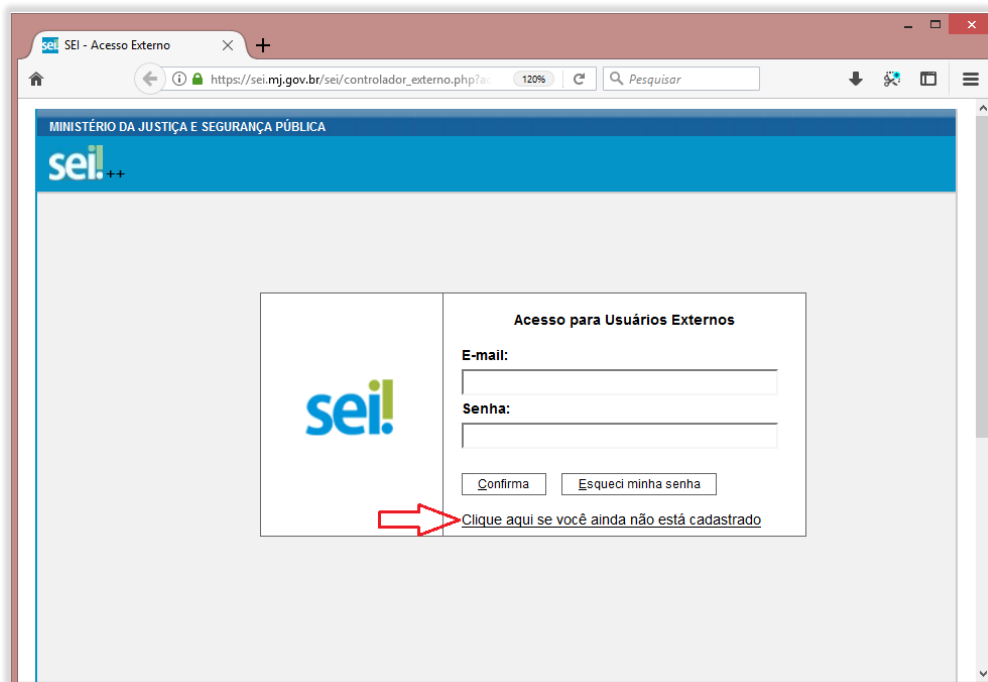 sei! SEI - Acesso Externo
https://sei.mj.gov.br/sei/controlador_externo.php?a 120% Pesquisar
MINISTÉRIO DA JUSTIÇA E SEGURANÇA PÚBLICA
sei! ++
Acesso para Usuários Externos
E-mail:
sei!
Senha:
Confirma Esqueci minha senha
Clique aqui se você ainda não está cadastrado